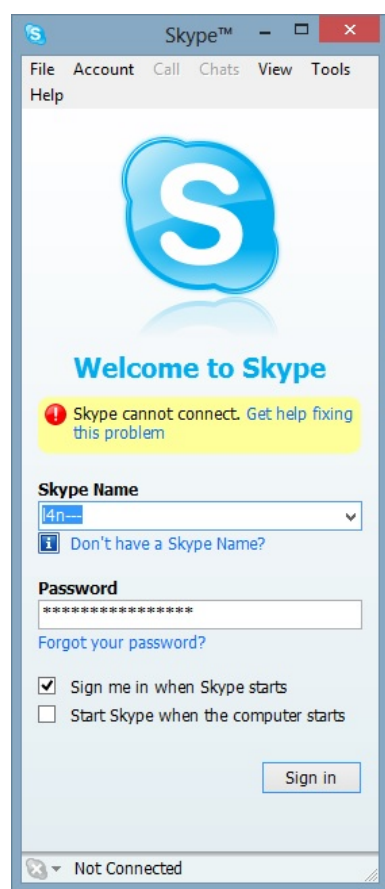 Skype™
File Account Call Chats View Tools
Help
Welcome to Skype
Skype cannot connect. Get help fixing
this problem
Skype Name
l4n---
Don't have a Skype Name?
Password
****************
Forgot your password?
Sign me in when Skype starts
Start Skype when the computer starts
Sign in
Not Connected